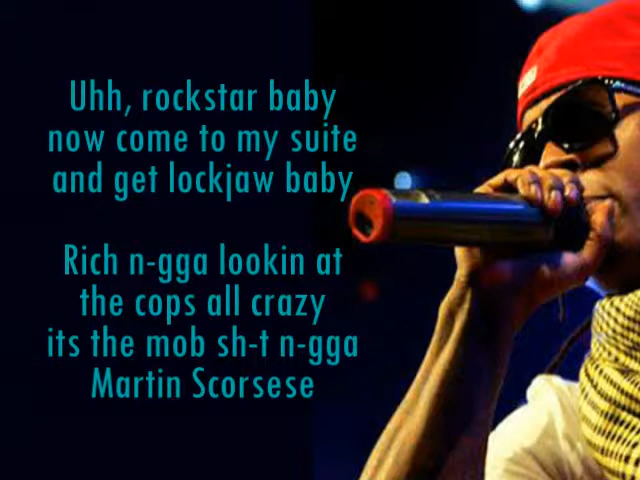 Uhh, rockstar baby
now come to my suite
and get lockjaw baby
Rich n-gga lookin at
the cops all crazy
its the mob sh-t n-gga
Martin Scorsese